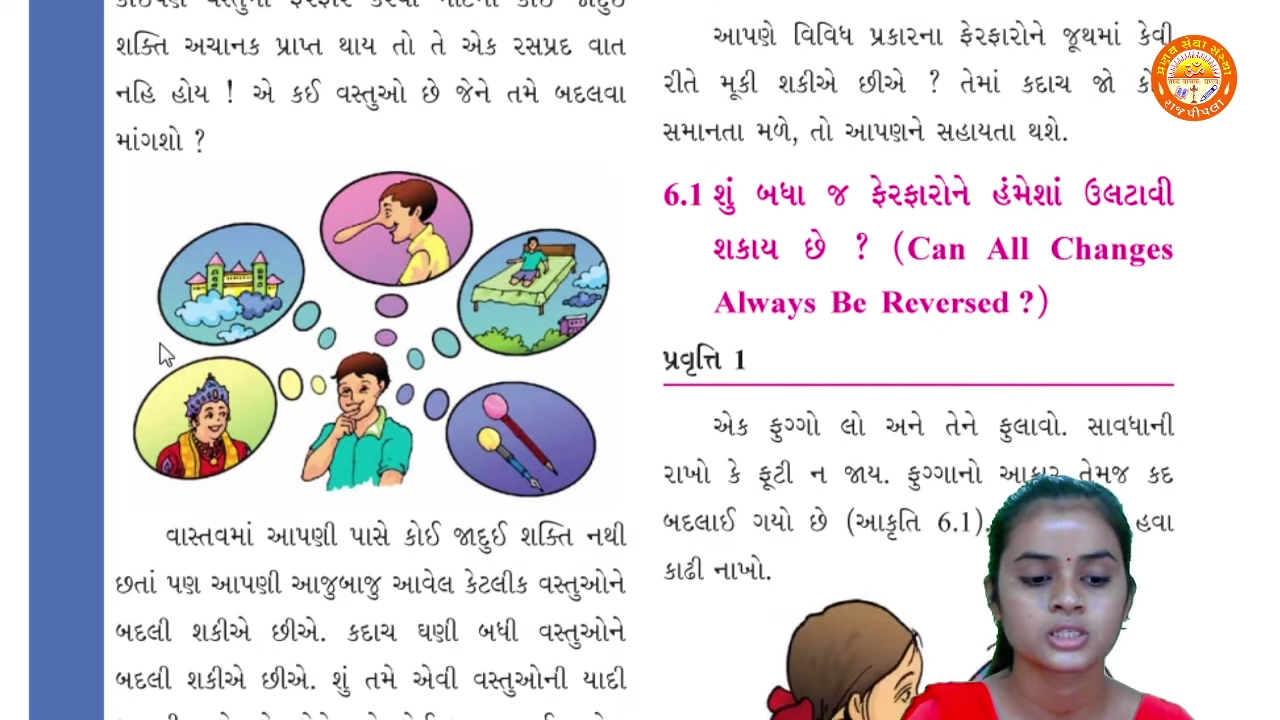 શક્તિ અચાનક પ્રાપ્ત થાય તો તે એક રસપ્રદ વાત
નહિ હોય ! એ કઈ વસ્તુઓ છે જેને તમે બદલવા
માંગશો ?
વાસ્તવમાં આપણી પાસે કોઈ જાદુઈ શક્તિ નથી
છતાં પણ આપણી આજુબાજુ આવેલ કેટલીક વસ્તુઓને
બદલી શકીએ છીએ. કદાચ ઘણી બધી વસ્તુઓને
બદલી શકીએ છીએ. શું તમે એવી વસ્તુઓની યાદી
આપણે વિવિધ પ્રકારના ફેરફારોને જૂથમાં કેવી
રીતે મૂકી શકીએ છીએ ? તેમાં કદાચ જો
સમાનતા મળે, તો આપણને સહાયતા થશે.
6.1 શું બધા જ ફેરફારોને હંમેશાં ઉલટાવી
શકાય છે ? (Can All Changes
Always Be Reversed ?)
પ્રવૃત્તિ 1
એક ફુગ્ગો લો અને તેને ફુલાવો. સાવધાની
રાખો કે ફૂટી ન જાય. ફુગ્ગાનો આકાર તેમજ કદ
બદલાઈ ગયો છે (આકૃતિ 6.1). હવા
કાઢી નાખો.
પ્રણવ સેવા સંસ્થા
રાજપીપલા